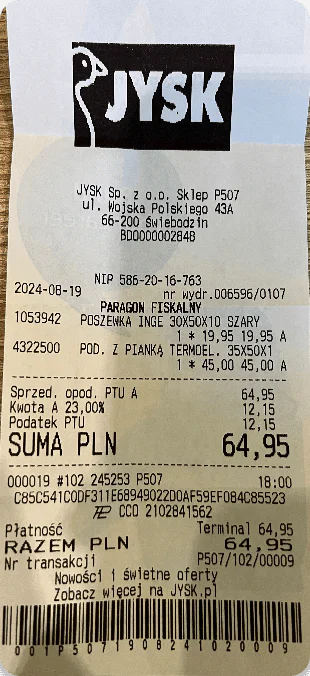 JYSK
JYSK Sp. z o.o. Sklep P507
ul. Wojska Polskiego 43A
66-200 Świebodzin
BDO000002848
NIP 586-20-16-763
2024-08-19 nr wydr.006596/0107
PARAGON FISKALNY
1053942 POSZEWKA INGE 30X50X10 SZARY
1 * 19,95 19,95 A
4322500 POD. Z PIANKĄ TERMOEL. 35X50X1
1 * 45,00 45,00 A
Sprzed. opod. PTU A 64,95
Kwota A 23,00% 12,15
Podatek PTU 12,15
SUMA PLN 64,95
000019 #102 245253 P507 18:00
C85C541C0DF311E68949022D0AF59EF084C85523
CCO 2102841562
Płatność Terminal 64,95
RAZEM PLN 64,95
Nr transakcji P507/102/00009
Nowości i świetne oferty
Zobacz więcej na JYSK.pl
001P5071908241020009